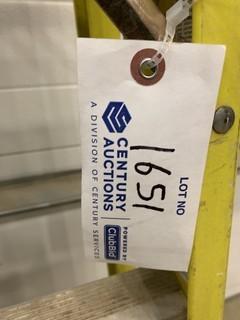 LOT NO
1651
CENTURY
AUCTIONS
POWERED BY
ClubBid
A DIVISION OF CENTURY SERVICES